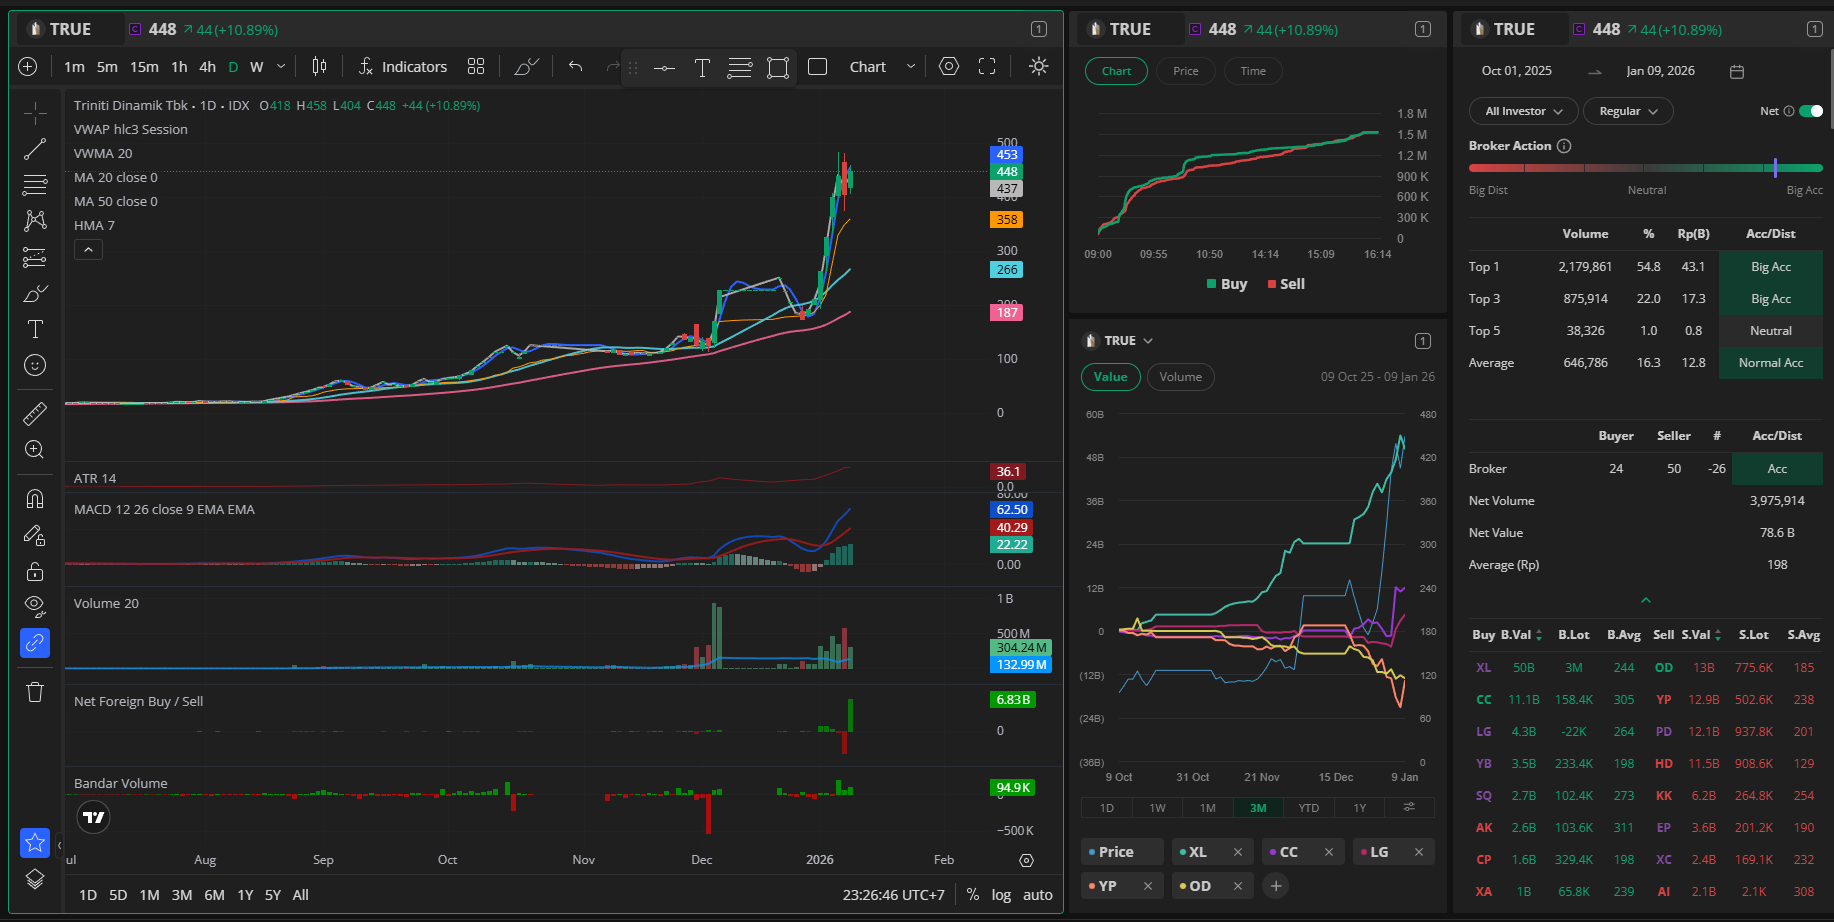 TRUE C 448 44 (+10.89%) 1
1m 5m 15m 1h 4h D W Indicators Chart
Triniti Dinamik Tbk • 1D • IDX O418 H458 L404 C448 +44 (+10.89%)
VWAP hlc3 Session
VWMA 20
MA 20 close 0
MA 50 close 0
HMA 7
500
453
448
437
400
358
300
266
200
187
100
0
ATR 14
36.1
0.0
80.00
MACD 12 26 close 9 EMA EMA
62.50
40.29
22.22
0.00
Volume 20
1 B
500 M
304.24 M
132.99 M
Net Foreign Buy / Sell
6.83 B
0
Bandar Volume
94.9 K
0
−500 K
ul Aug Sep Oct Nov Dec 2026 Feb
1D 5D 1M 3M 6M 1Y 5Y All 23:26:46 UTC+7 % log auto
TRUE C 448 44 (+10.89%) 1
Chart Price Time
1.8 M
1.5 M
1.2 M
900 K
600 K
300 K
0
09:00 09:55 10:50 14:14 15:09 16:14
Buy Sell
TRUE 1
Value Volume 09 Oct 25 - 09 Jan 26
60B 480
48B 420
36B 360
24B 300
12B 240
0 180
(12B) 120
(24B) 60
(36B) 0
9 Oct 31 Oct 21 Nov 15 Dec 9 Jan
1D 1W 1M 3M YTD 1Y
Price XL × CC × LG ×
YP × OD × +
TRUE C 448 44 (+10.89%) 1
Oct 01, 2025 → Jan 09, 2026
All Investor Regular Net
Broker Action
Big Dist Neutral Big Acc
Volume % Rp(B) Acc/Dist
Top 1 2,179,861 54.8 43.1 Big Acc
Top 3 875,914 22.0 17.3 Big Acc
Top 5 38,326 1.0 0.8 Neutral
Average 646,786 16.3 12.8 Normal Acc
Buyer Seller # Acc/Dist
Broker 24 50 -26 Acc
Net Volume 3,975,914
Net Value 78.6 B
Average (Rp) 198
Buy B.Val B.Lot B.Avg Sell S.Val S.Lot S.Avg
XL 50B 3M 244 OD 13B 775.6K 185
CC 11.1B 158.4K 305 YP 12.9B 502.6K 238
LG 4.3B -22K 264 PD 12.1B 937.8K 201
YB 3.5B 233.4K 198 HD 11.5B 908.6K 129
SQ 2.7B 102.4K 273 KK 6.2B 264.8K 254
AK 2.6B 103.6K 311 EP 3.6B 201.2K 190
CP 1.6B 329.4K 198 XC 2.4B 169.1K 232
XA 1B 65.8K 239 AI 2.1B 2.1K 308